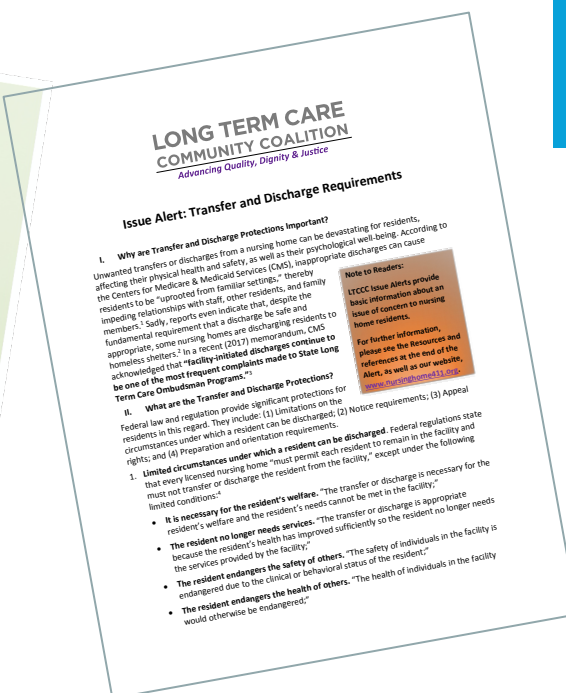 LONG TERM CARE
COMMUNITY COALITION
Advancing Quality, Dignity & Justice
Issue Alert: Transfer and Discharge Requirements
I. Why are Transfer and Discharge Protections Important?
Unwanted transfers or discharges from a nursing home can be devastating for residents,
affecting their physical health and safety, as well as their psychological well-being. According to
the Centers for Medicare & Medicaid Services (CMS), inappropriate discharges can cause
residents to be “uprooted from familiar settings,” thereby
impeding relationships with staff, other residents, and family
members.1 Sadly, reports even indicate that, despite the
fundamental requirement that a discharge be safe and
appropriate, some nursing homes are discharging residents to
homeless shelters.2 In a recent (2017) memorandum, CMS
acknowledged that “facility-initiated discharges continue to
be one of the most frequent complaints made to State Long
Term Care Ombudsman Programs.”3
Note to Readers:
LTCCC Issue Alerts provide
basic information about an
issue of concern to nursing
home residents.
For further information,
please see the Resources and
references at the end of the
Alert, as well as our website,
www.nursinghome411.org.
II. What are the Transfer and Discharge Protections?
Federal law and regulation provide significant protections for
residents in this regard. They include: (1) Limitations on the
circumstances under which a resident can be discharged; (2) Notice requirements; (3) Appeal
rights; and (4) Preparation and orientation requirements.
1. Limited circumstances under which a resident can be discharged. Federal regulations state
that every licensed nursing home “must permit each resident to remain in the facility and
must not transfer or discharge the resident from the facility,” except under the following
limited conditions:4
• It is necessary for the resident’s welfare. “The transfer or discharge is necessary for the
resident’s welfare and the resident’s needs cannot be met in the facility;”
• The resident no longer needs services. “The transfer or discharge is appropriate
because the resident’s health has improved sufficiently so the resident no longer needs
the services provided by the facility;”
• The resident endangers the safety of others. “The safety of individuals in the facility is
endangered due to the clinical or behavioral status of the resident;”
• The resident endangers the health of others. “The health of individuals in the facility
would otherwise be endangered;”